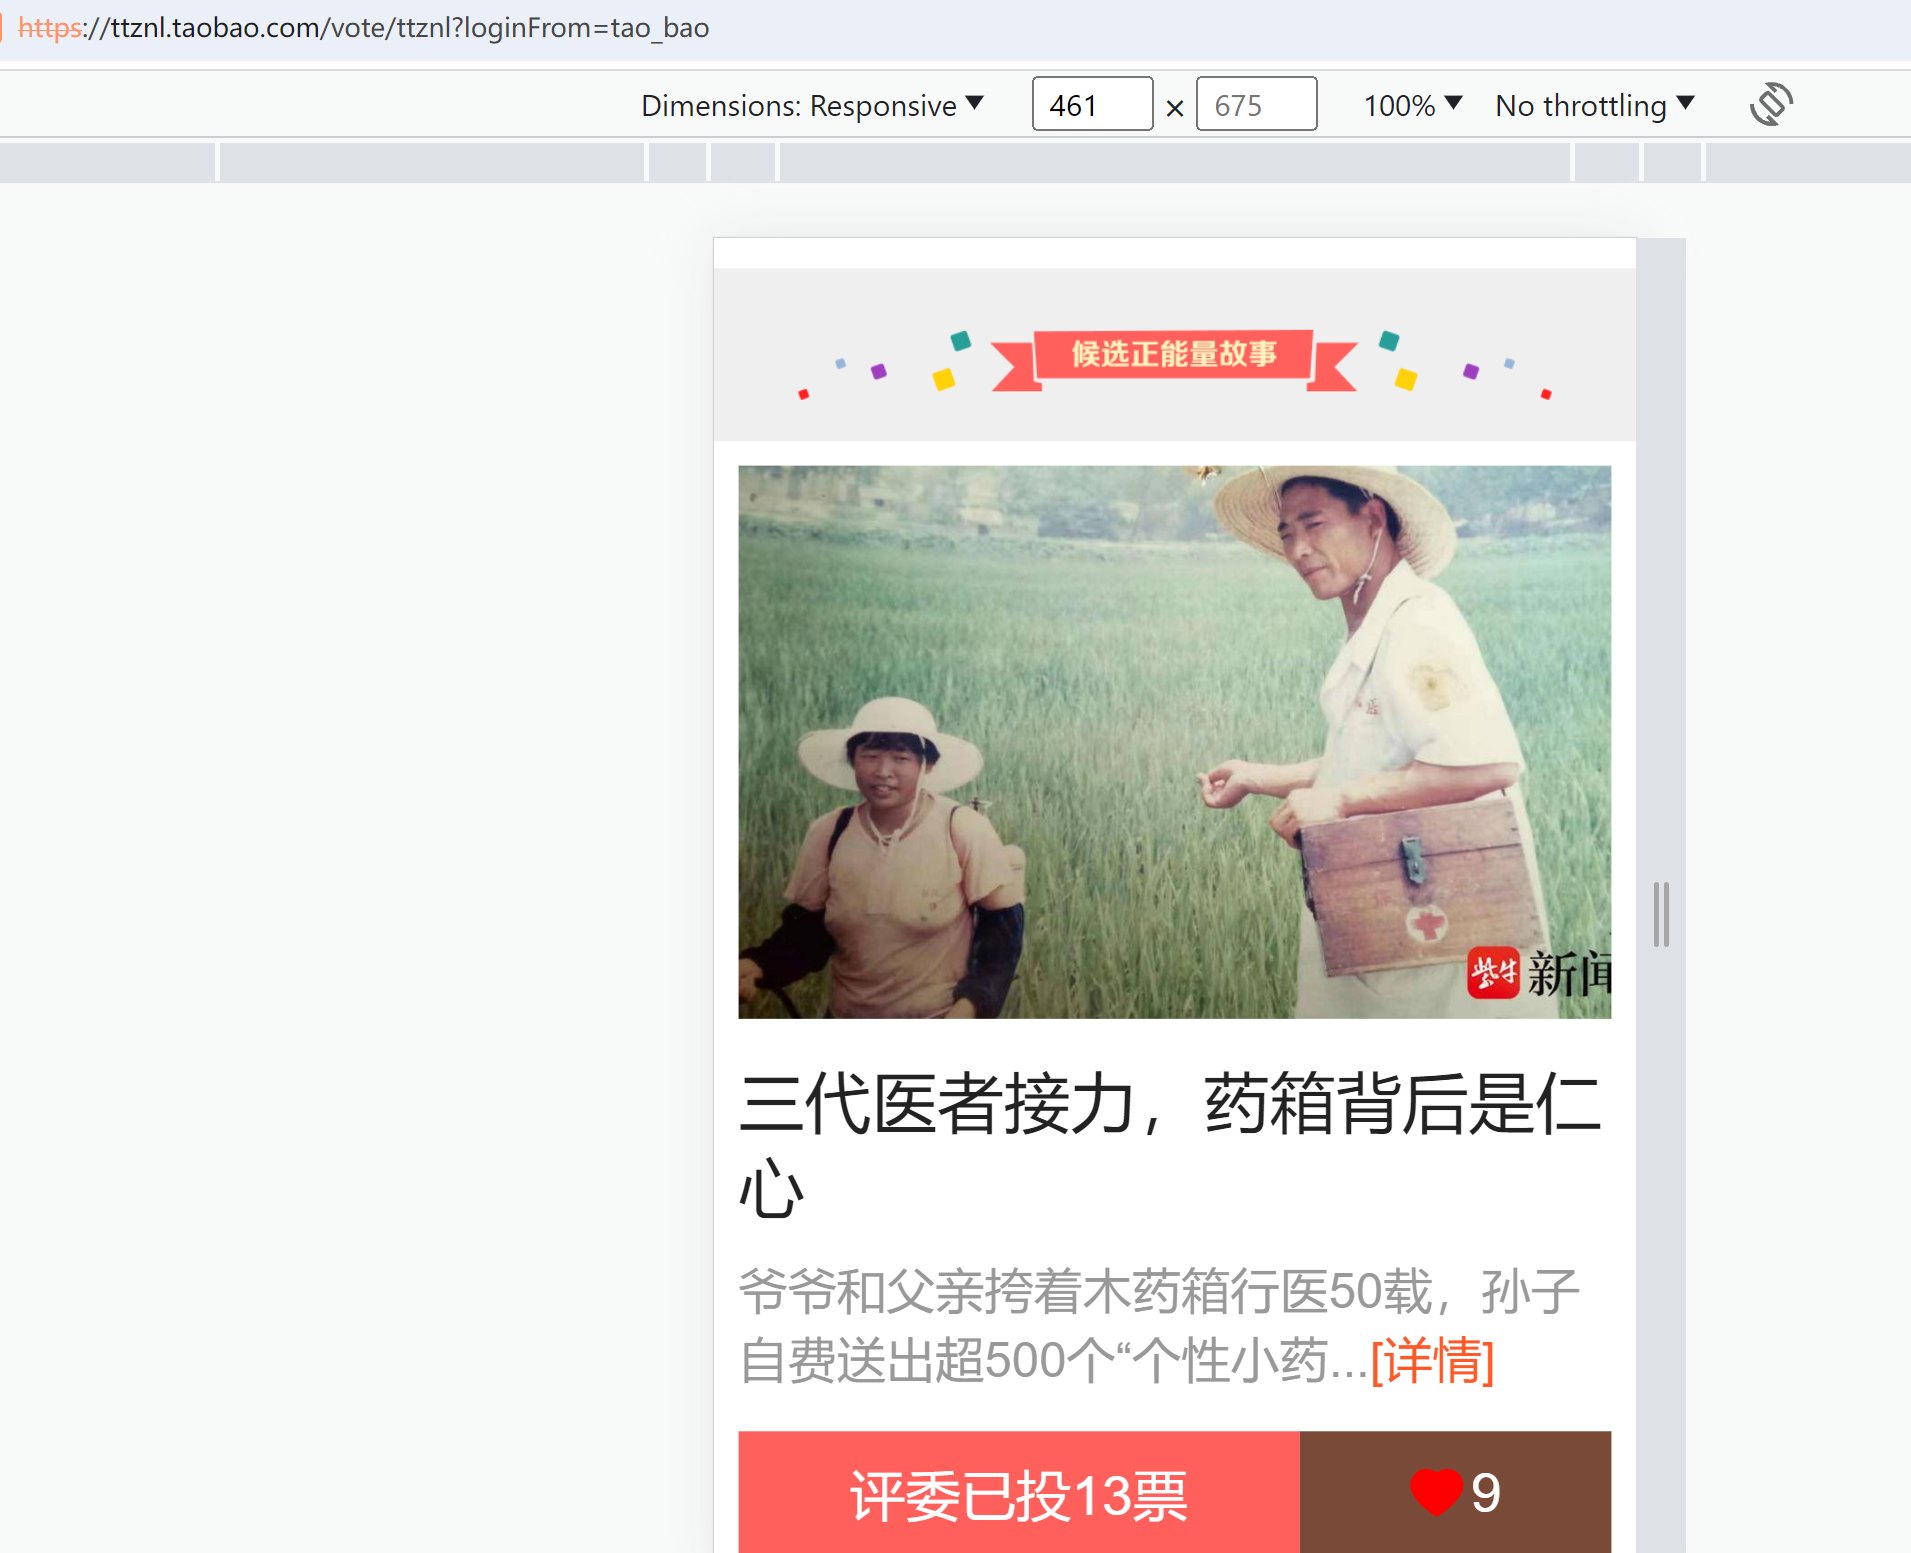 https://ttznl.taobao.com/vote/ttznl?loginFrom=tao_bao
Dimensions: Responsive 461 × 675 100% No throttling
候选正能量故事
紫牛 新闻
三代医者接力，药箱背后是仁
心
爷爷和父亲挎着木药箱行医50载，孙子
自费送出超500个“个性小药...[详情]
评委已投13票 9